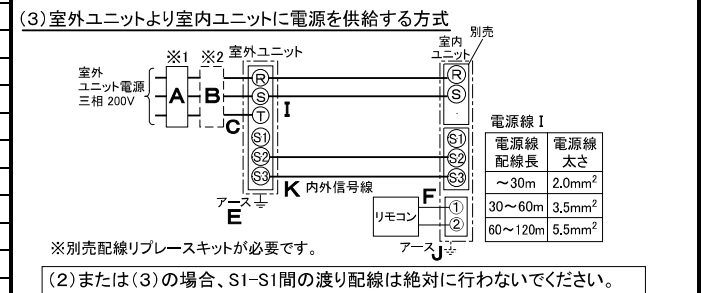 (3)室外ユニットより室内ユニットに電源を供給する方式
※1 ※2 室外ユニット
室内
ユニット
別売
室外
ユニット電源
三相 200V
A B C
R
S
T
S1
S2
S3
I
R
S
S1
S2
S3
K 内外信号線
アース
E
F
リモコン
①
②
アース J
電源線 I
電源線
配線長
電源線
太さ
~30m 2.0mm²
30~60m 3.5mm²
60~120m 5.5mm²
※別売配線リプレースキットが必要です。
(2)または(3)の場合、S1-S1間の渡り配線は絶対に行わないでください。